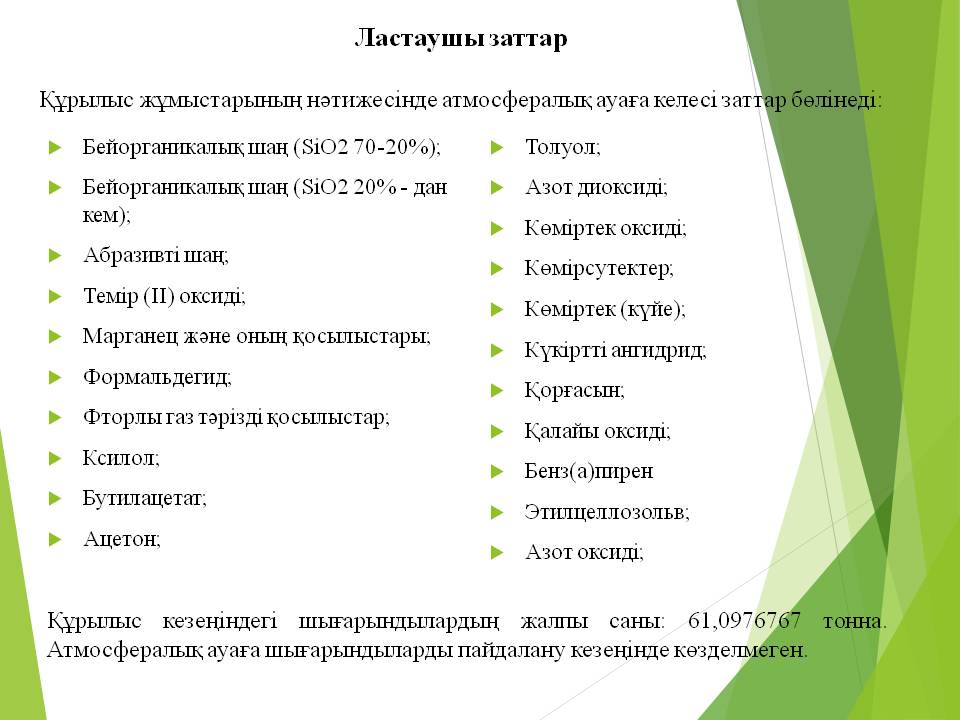 Ластаушы заттар
Құрылыс жұмыстарының нәтижесінде атмосфералық ауаға келесі заттар бөлінеді:
Бейорганикалық шаң (SiO2 70-20%);
Бейорганикалық шаң (SiO2 20% - дан
кем);
Абразивті шаң;
Темір (II) оксиді;
Марганец және оның қосылыстары;
Формальдегид;
Фторлы газ тәрізді қосылыстар;
Ксилол;
Бутилацетат;
Ацетон;
Толуол;
Азот диоксиді;
Көміртек оксиді;
Көмірсутектер;
Көміртек (күйе);
Күкіртті ангидрид;
Қорғасын;
Қалайы оксиді;
Бенз(а)пирен
Этилцеллозольв;
Азот оксиді;
Құрылыс кезеңіндегі шығарындылардың жалпы саны: 61,0976767 тонна.
Атмосфералық ауаға шығарындыларды пайдалану кезеңінде көзделмеген.